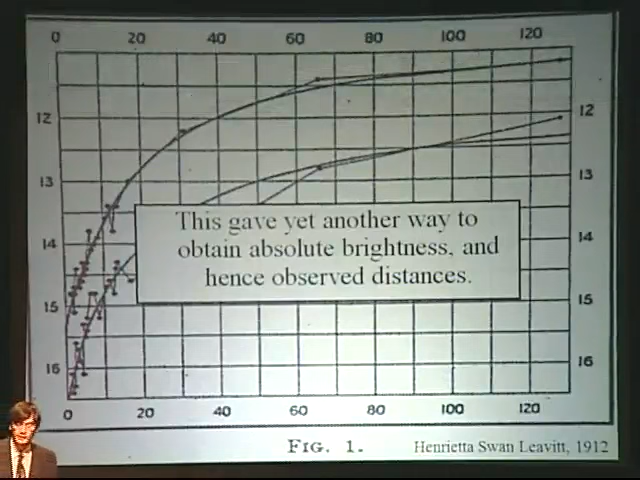 0 20 40 60 80 100 120
12 12
13 13
This gave yet another way to
14 obtain absolute brightness, and 14
hence observed distances.
15 15
16 16
0 20 40 60 80 100 120
FIG. 1. Henrietta Swan Leavitt, 1912